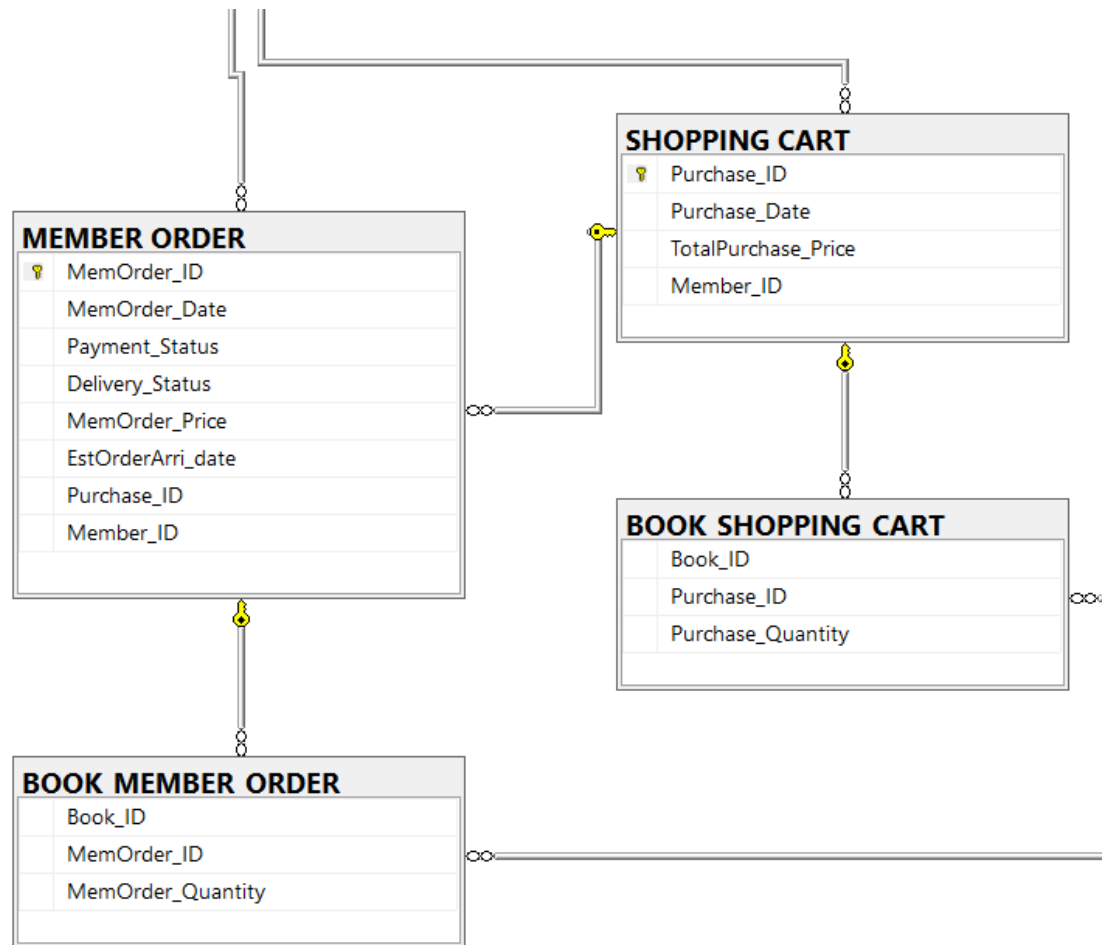 SHOPPING CART
Purchase_ID
Purchase_Date
TotalPurchase_Price
Member_ID
MEMBER ORDER
MemOrder_ID
MemOrder_Date
Payment_Status
Delivery_Status
MemOrder_Price
EstOrderArri_date
Purchase_ID
Member_ID
BOOK SHOPPING CART
Book_ID
Purchase_ID
Purchase_Quantity
BOOK MEMBER ORDER
Book_ID
MemOrder_ID
MemOrder_Quantity